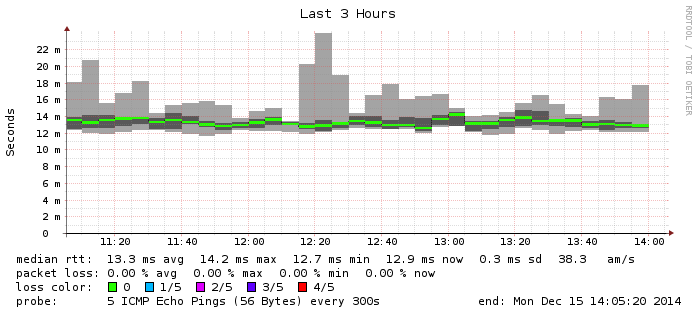 Last 3 Hours
RRDTOOL / TOBI OETIKER
Seconds
22 m
20 m
18 m
16 m
14 m
12 m
10 m
8 m
6 m
4 m
2 m
0
11:20 11:40 12:00 12:20 12:40 13:00 13:20 13:40 14:00
median rtt: 13.3 ms avg 14.2 ms max 12.7 ms min 12.9 ms now 0.3 ms sd 38.3 am/s
packet loss: 0.00 % avg 0.00 % max 0.00 % min 0.00 % now
loss color: 0 1/5 2/5 3/5 4/5
probe: 5 ICMP Echo Pings (56 Bytes) every 300s end: Mon Dec 15 14:05:20 2014